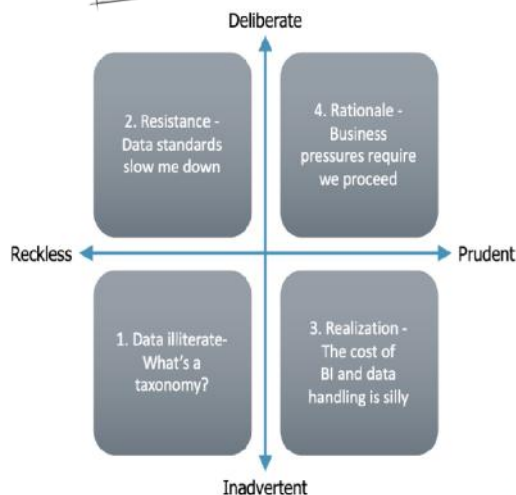 Deliberate
2. Resistance -
Data standards
slow me down
4. Rationale -
Business
pressures require
we proceed
Reckless
Prudent
1. Data illiterate-
What's a
taxonomy?
3. Realization -
The cost of
BI and data
handling is silly
Inadvertent